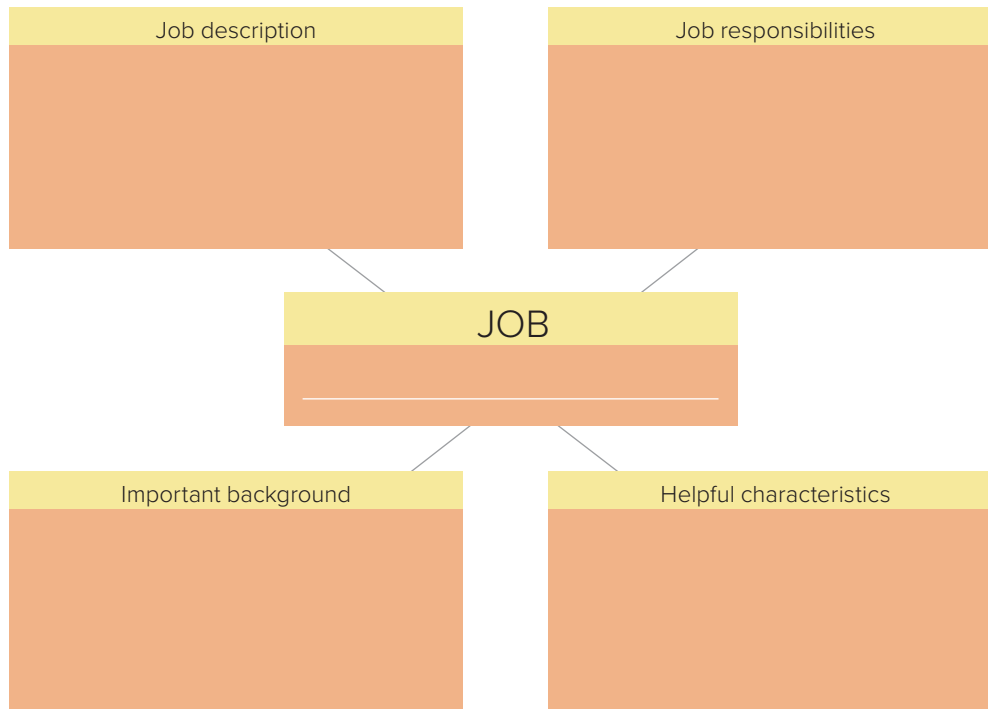 Job description
Job responsibilities
JOB
Important background
Helpful characteristics